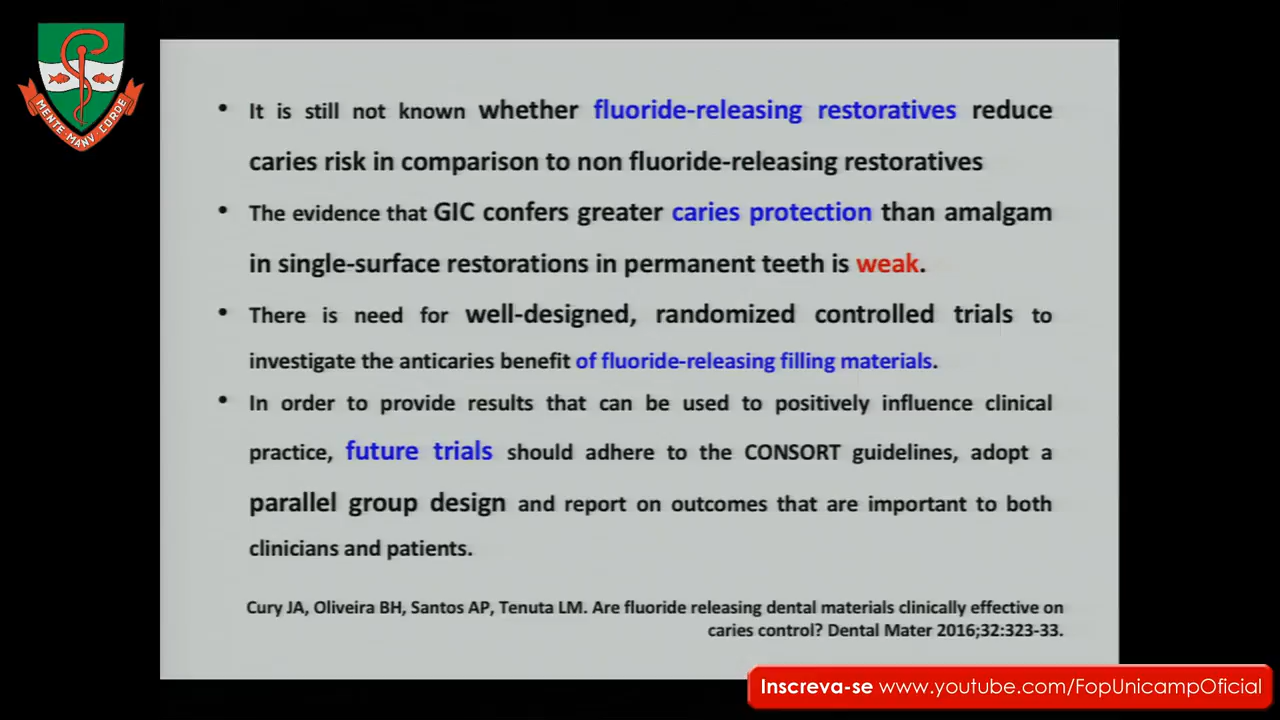 MENTE MANV CORDE
• It is still not known whether fluoride-releasing restoratives reduce
caries risk in comparison to non fluoride-releasing restoratives
• The evidence that GIC confers greater caries protection than amalgam
in single-surface restorations in permanent teeth is weak.
• There is need for well-designed, randomized controlled trials to
investigate the anticaries benefit of fluoride-releasing filling materials.
• In order to provide results that can be used to positively influence clinical
practice, future trials should adhere to the CONSORT guidelines, adopt a
parallel group design and report on outcomes that are important to both
clinicians and patients.
Cury JA, Oliveira BH, Santos AP, Tenuta LM. Are fluoride releasing dental materials clinically effective on
caries control? Dental Mater 2016;32:323-33.
Inscreva-se www.youtube.com/FopUnicampOficial